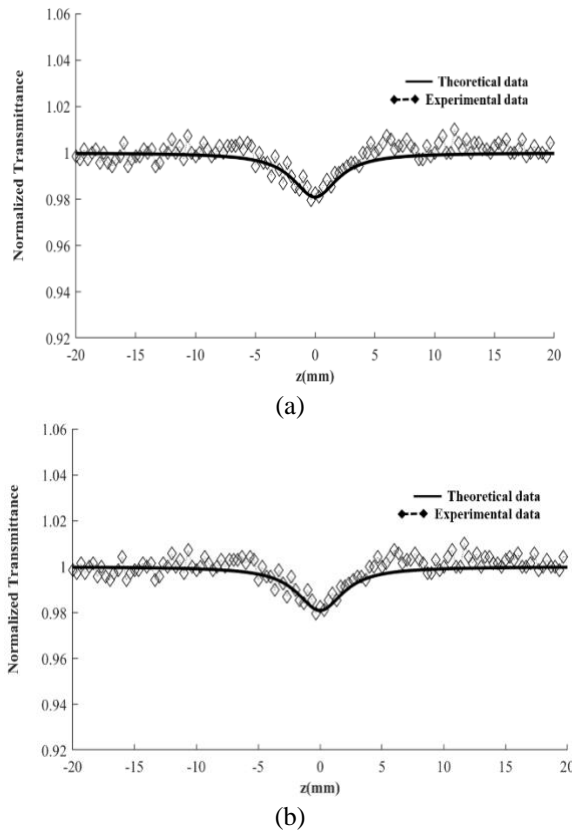 1.06
1.04
1.02
1
0.98
0.96
0.94
0.92
Normalized Transmittance
Theoretical data
Experimental data
-20 -15 -10 -5 0 5 10 15 20
z(mm)
(a)
1.06
1.04
1.02
1
0.98
0.96
0.94
0.92
Normalized Transmittance
Theoretical data
Experimental data
-20 -15 -10 -5 0 5 10 15 20
z(mm)
(b)